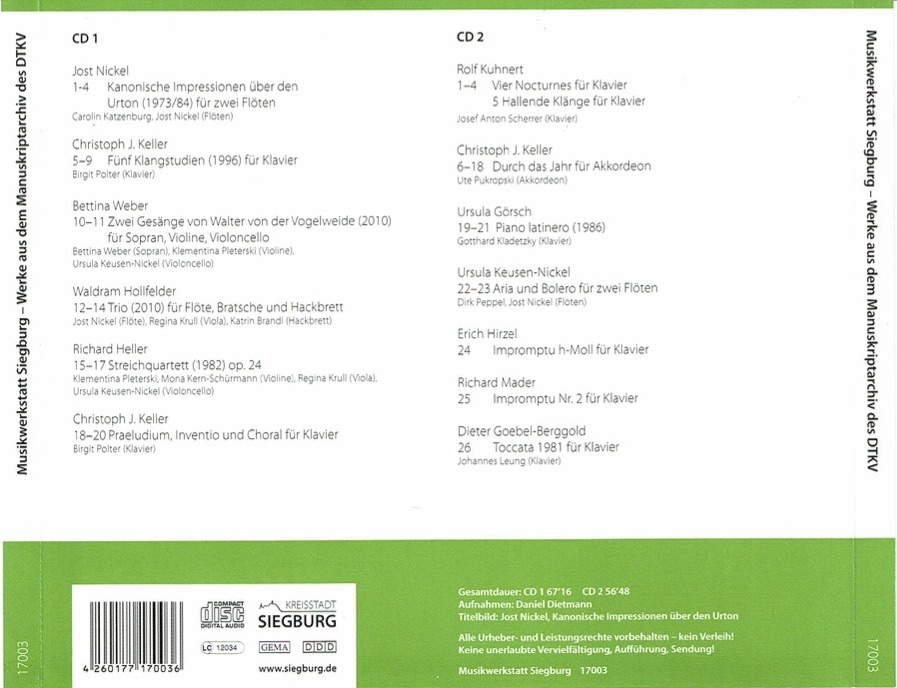 Musikwerkstatt Siegburg – Werke aus dem Manuskriptarchiv des DTKV
17003
CD 1
Jost Nickel
1-4 Kanonische Impressionen über den
Urton (1973/84) für zwei Flöten
Carolin Katzenburg, Jost Nickel (Flöten)
Christoph J. Keller
5–9 Fünf Klangstudien (1996) für Klavier
Birgit Polter (Klavier)
Bettina Weber
10–11 Zwei Gesänge von Walter von der Vogelweide (2010)
für Sopran, Violine, Violoncello
Bettina Weber (Sopran), Klementina Pleterski (Violine),
Ursula Keusen-Nickel (Violoncello)
Waldram Hollfelder
12–14 Trio (2010) für Flöte, Bratsche und Hackbrett
Jost Nickel (Flöte), Regina Krull (Viola), Katrin Brandl (Hackbrett)
Richard Heller
15–17 Streichquartett (1982) op. 24
Klementina Pleterski, Mona Kern-Schürmann (Violine), Regina Krull (Viola),
Ursula Keusen-Nickel (Violoncello)
Christoph J. Keller
18–20 Praeludium, Inventio und Choral für Klavier
Birgit Polter (Klavier)
CD 2
Rolf Kuhnert
1–4 Vier Nocturnes für Klavier
5 Hallende Klänge für Klavier
Josef Anton Scherrer (Klavier)
Christoph J. Keller
6–18 Durch das Jahr für Akkordeon
Ute Pukropski (Akkordeon)
Ursula Görsch
19–21 Piano latinero (1986)
Gotthard Kladetzky (Klavier)
Ursula Keusen-Nickel
22–23 Aria und Bolero für zwei Flöten
Dirk Peppel, Jost Nickel (Flöten)
Erich Hirzel
24 Impromptu h-Moll für Klavier
Richard Mader
25 Impromptu Nr. 2 für Klavier
Dieter Goebel-Berggold
26 Toccata 1981 für Klavier
Johannes Leung (Klavier)
4 260177 170036
COMPACT
disc
DIGITAL AUDIO
LC 12034
KREISSTADT
SIEGBURG
GEMA DDD
www.siegburg.de
Gesamtdauer: CD 1 67'16 CD 2 56'48
Aufnahmen: Daniel Dietmann
Titelbild: Jost Nickel, Kanonische Impressionen über den Urton
Alle Urheber- und Leistungsrechte vorbehalten – kein Verleih!
Keine unerlaubte Vervielfältigung, Aufführung, Sendung!
Musikwerkstatt Siegburg 17003
Musikwerkstatt Siegburg – Werke aus dem Manuskriptarchiv des DTKV
17003